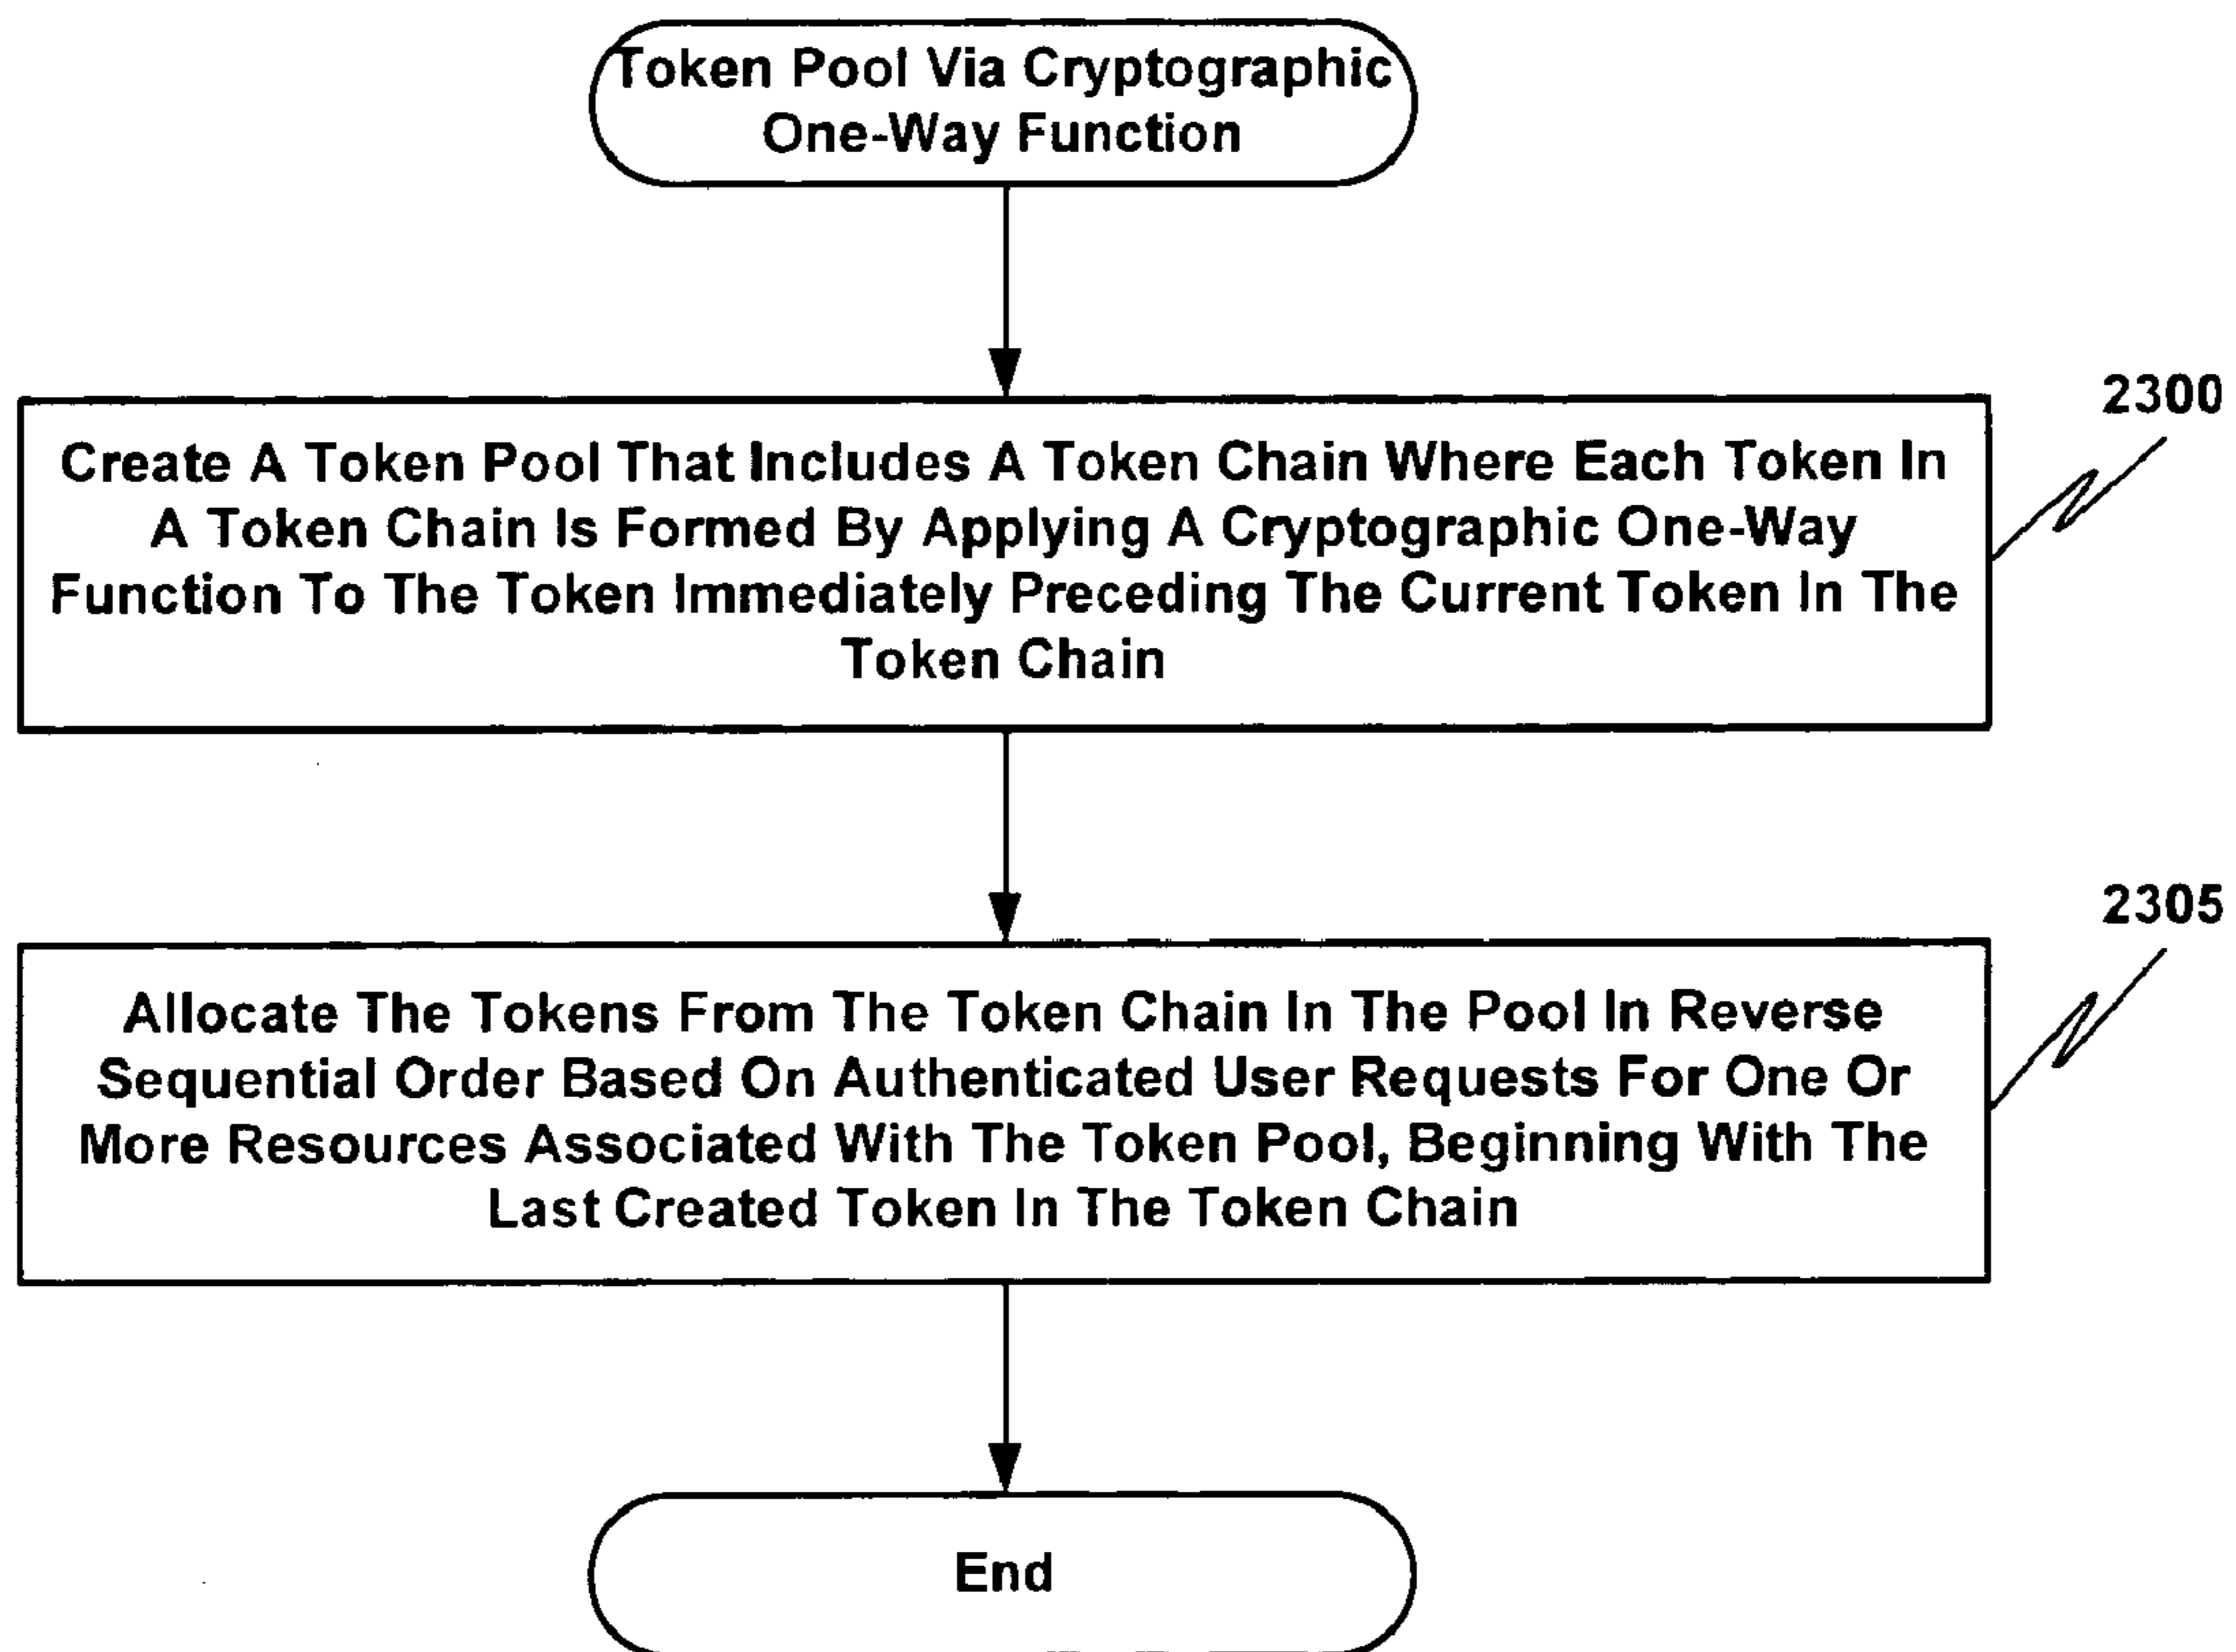 Token Pool Via Cryptographic
One-Way Function
2300
Create A Token Pool That Includes A Token Chain Where Each Token In
A Token Chain Is Formed By Applying A Cryptographic One-Way
Function To The Token Immediately Preceding The Current Token In The
Token Chain
2305
Allocate The Tokens From The Token Chain In The Pool In Reverse
Sequential Order Based On Authenticated User Requests For One Or
More Resources Associated With The Token Pool, Beginning With The
Last Created Token In The Token Chain
End